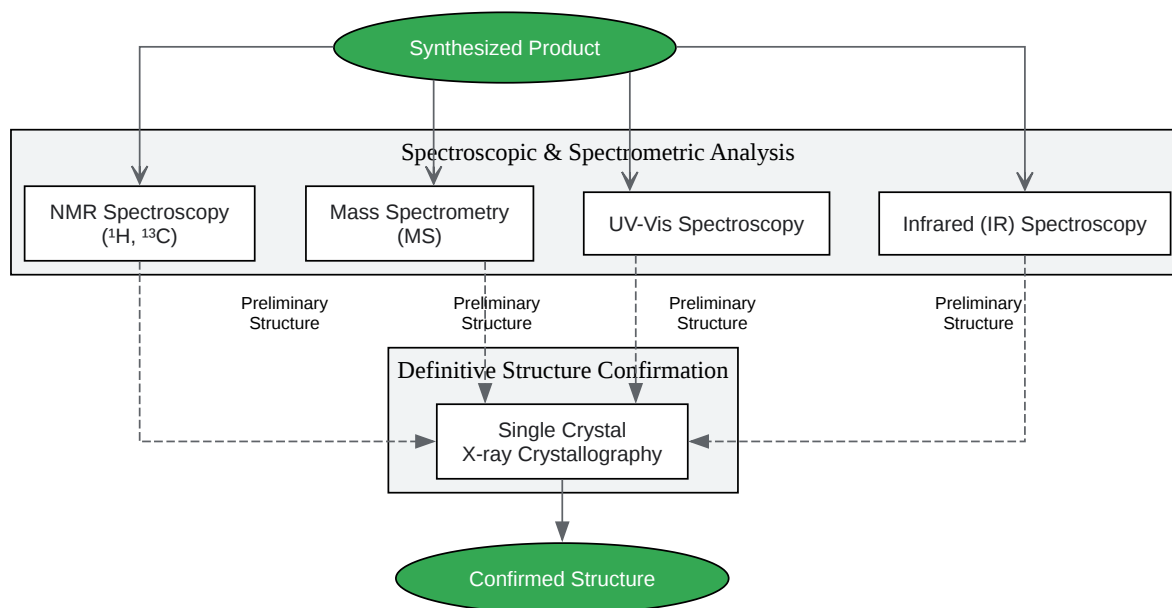 Synthesized Product
Spectroscopic & Spectrometric Analysis
NMR Spectroscopy
(¹H, ¹³C)
Mass Spectrometry
(MS)
UV-Vis Spectroscopy
Infrared (IR) Spectroscopy
Preliminary
Structure
Preliminary
Structure
Preliminary
Structure
Preliminary
Structure
Definitive Structure Confirmation
Single Crystal
X-ray Crystallography
Confirmed Structure